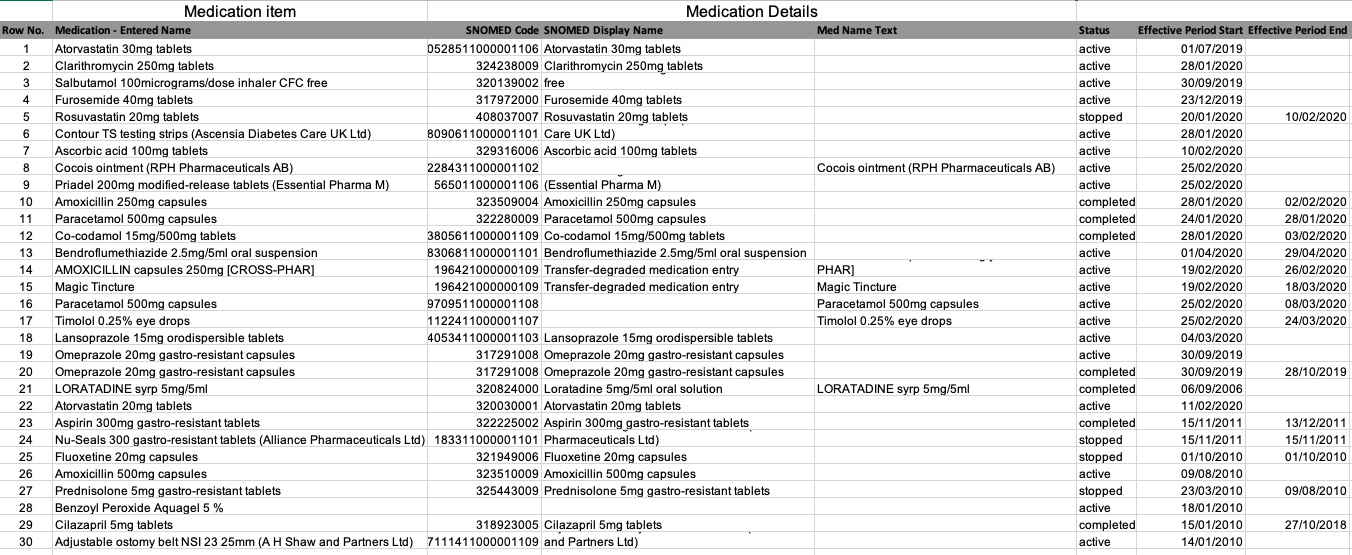 Medication item Medication Details
Row No. Medication - Entered Name SNOMED Code SNOMED Display Name Med Name Text Status Effective Period Start Effective Period End
1 Atorvastatin 30mg tablets 0528511000001106 Atorvastatin 30mg tablets active 01/07/2019
2 Clarithromycin 250mg tablets 324238009 Clarithromycin 250mg tablets active 28/01/2020
3 Salbutamol 100micrograms/dose inhaler CFC free 320139002 free active 30/09/2019
4 Furosemide 40mg tablets 317972000 Furosemide 40mg tablets active 23/12/2019
5 Rosuvastatin 20mg tablets 408037007 Rosuvastatin 20mg tablets stopped 20/01/2020 10/02/2020
6 Contour TS testing strips (Ascensia Diabetes Care UK Ltd) 8090611000001101 Care UK Ltd) active 28/01/2020
7 Ascorbic acid 100mg tablets 329316006 Ascorbic acid 100mg tablets active 10/02/2020
8 Cocois ointment (RPH Pharmaceuticals AB) 2284311000001102 Cocois ointment (RPH Pharmaceuticals AB) active 25/02/2020
9 Priadel 200mg modified-release tablets (Essential Pharma M) 565011000001106 (Essential Pharma M) active 25/02/2020
10 Amoxicillin 250mg capsules 323509004 Amoxicillin 250mg capsules completed 28/01/2020 02/02/2020
11 Paracetamol 500mg capsules 322280009 Paracetamol 500mg capsules completed 24/01/2020 28/01/2020
12 Co-codamol 15mg/500mg tablets 3805611000001109 Co-codamol 15mg/500mg tablets completed 28/01/2020 03/02/2020
13 Bendroflumethiazide 2.5mg/5ml oral suspension 8306811000001101 Bendroflumethiazide 2.5mg/5ml oral suspension active 01/04/2020 29/04/2020
14 AMOXICILLIN capsules 250mg [CROSS-PHAR] 196421000000109 Transfer-degraded medication entry PHAR] active 19/02/2020 26/02/2020
15 Magic Tincture 196421000000109 Transfer-degraded medication entry Magic Tincture active 19/02/2020 18/03/2020
16 Paracetamol 500mg capsules 9709511000001108 Paracetamol 500mg capsules active 25/02/2020 08/03/2020
17 Timolol 0.25% eye drops 1122411000001107 Timolol 0.25% eye drops active 25/02/2020 24/03/2020
18 Lansoprazole 15mg orodispersible tablets 4053411000001103 Lansoprazole 15mg orodispersible tablets active 04/03/2020
19 Omeprazole 20mg gastro-resistant capsules 317291008 Omeprazole 20mg gastro-resistant capsules active 30/09/2019
20 Omeprazole 20mg gastro-resistant capsules 317291008 Omeprazole 20mg gastro-resistant capsules completed 30/09/2019 28/10/2019
21 LORATADINE syrp 5mg/5ml 320824000 Loratadine 5mg/5ml oral solution LORATADINE syrp 5mg/5ml completed 06/09/2006
22 Atorvastatin 20mg tablets 320030001 Atorvastatin 20mg tablets active 11/02/2020
23 Aspirin 300mg gastro-resistant tablets 322225002 Aspirin 300mg gastro-resistant tablets completed 15/11/2011 13/12/2011
24 Nu-Seals 300 gastro-resistant tablets (Alliance Pharmaceuticals Ltd) 183311000001101 Pharmaceuticals Ltd) stopped 15/11/2011 15/11/2011
25 Fluoxetine 20mg capsules 321949006 Fluoxetine 20mg capsules stopped 01/10/2010 01/10/2010
26 Amoxicillin 500mg capsules 323510009 Amoxicillin 500mg capsules active 09/08/2010
27 Prednisolone 5mg gastro-resistant tablets 325443009 Prednisolone 5mg gastro-resistant tablets stopped 23/03/2010 09/08/2010
28 Benzoyl Peroxide Aquagel 5 % active 18/01/2010
29 Cilazapril 5mg tablets 318923005 Cilazapril 5mg tablets completed 15/01/2010 27/10/2018
30 Adjustable ostomy belt NSI 23 25mm (A H Shaw and Partners Ltd) 7111411000001109 and Partners Ltd) active 14/01/2010